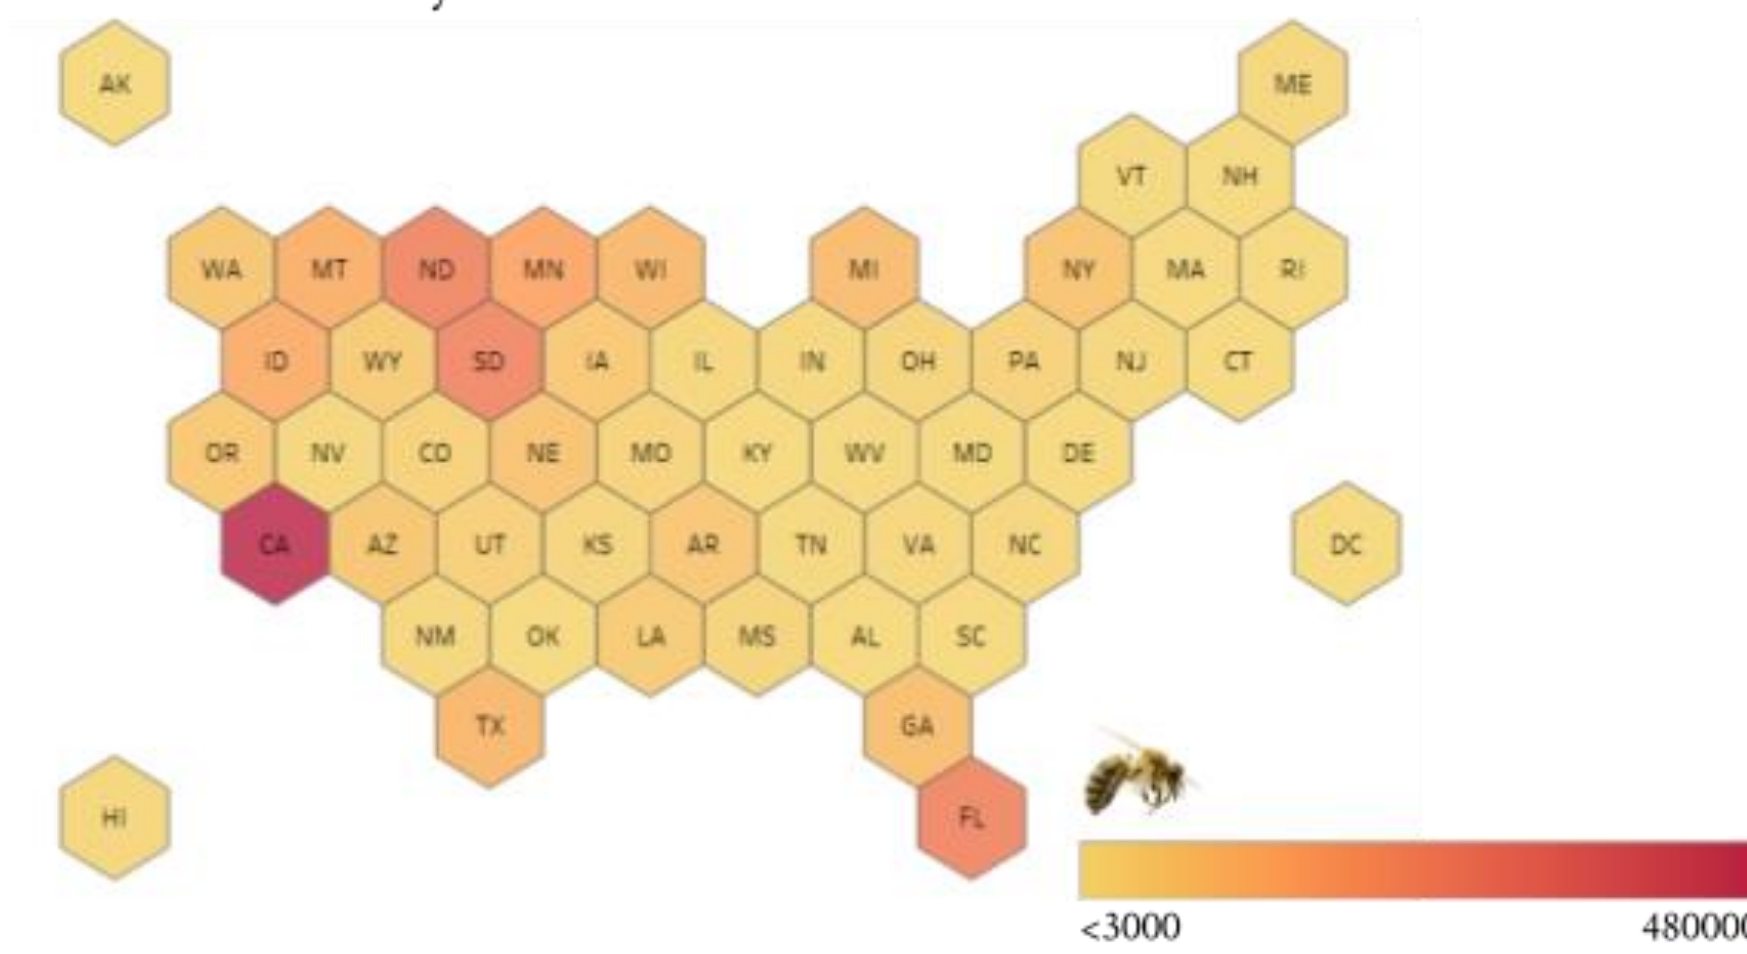 AK
ME
VT NH
WA MT ND MN WI MI NY MA RI
ID WY SD IA IL IN OH PA NJ CT
OR NV CO NE MO KY WV MD DE
CA AZ UT KS AR TN VA NC DC
NM OK LA MS AL SC
TX GA
HI FL
<3000 480000